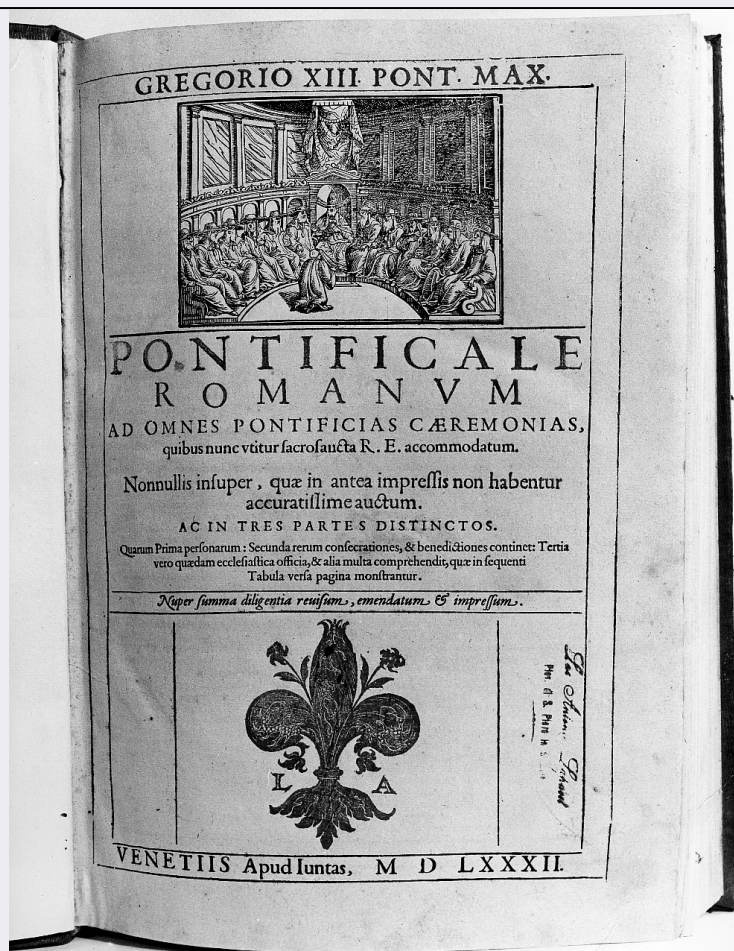 GREGORIO XIII. PONT. MAX.
PONTIFICALE
ROMANVM
AD OMNES PONTIFICIAS CÆREMONIAS,
quibus nunc vtitur ſacroſancta R. E. accommodatum.
Nonnullis inſuper, quæ in antea impreſſis non habentur
accuratiſſime auctum.
AC IN TRES PARTES DISTINCTOS.
Quarum Prima perſonarum: Secunda rerum conſecrationes, & benedictiones continet: Tertia
vero quædam eccleſiaſtica officia, & alia multa comprehendit, quæ in ſequenti
Tabula verſa pagina monſtrantur.
Nuper ſumma diligentia reuiſum, emendatum & impreſſum.
L A
VENETIIS Apud Iuntas, M D LXXXII.